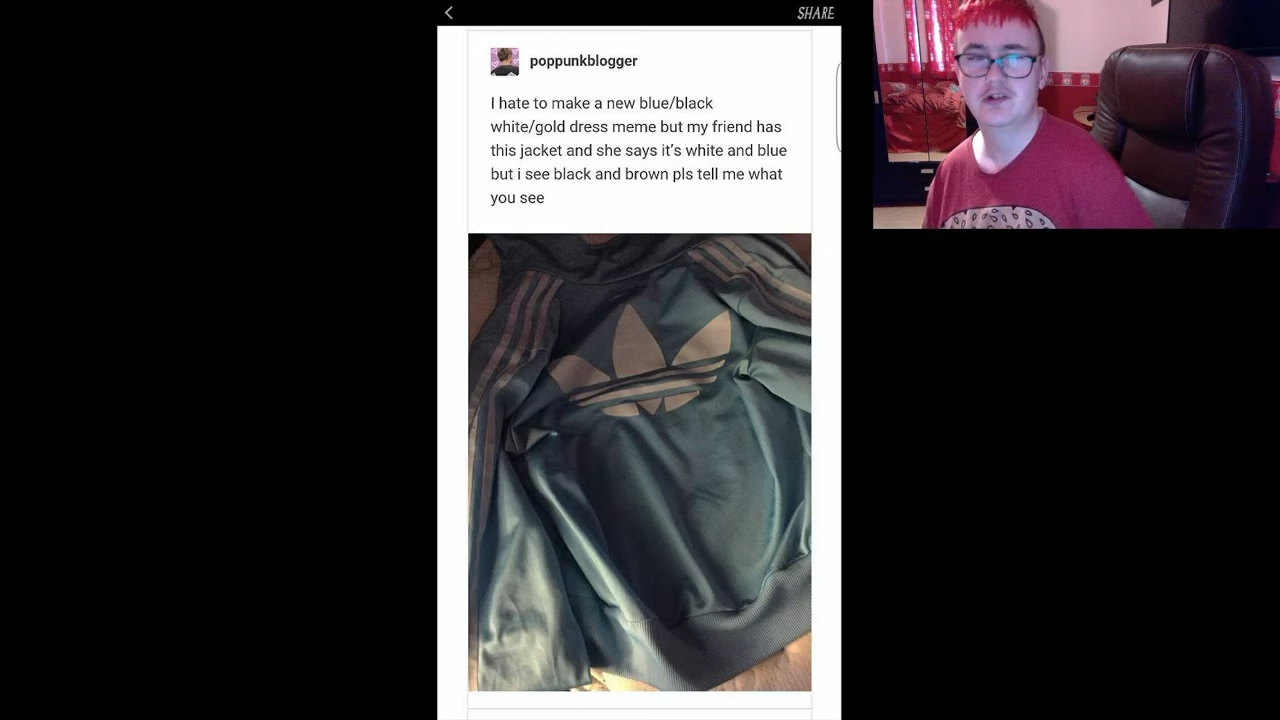 SHARE
poppunkblogger
I hate to make a new blue/black
white/gold dress meme but my friend has
this jacket and she says it’s white and blue
but i see black and brown pls tell me what
you see